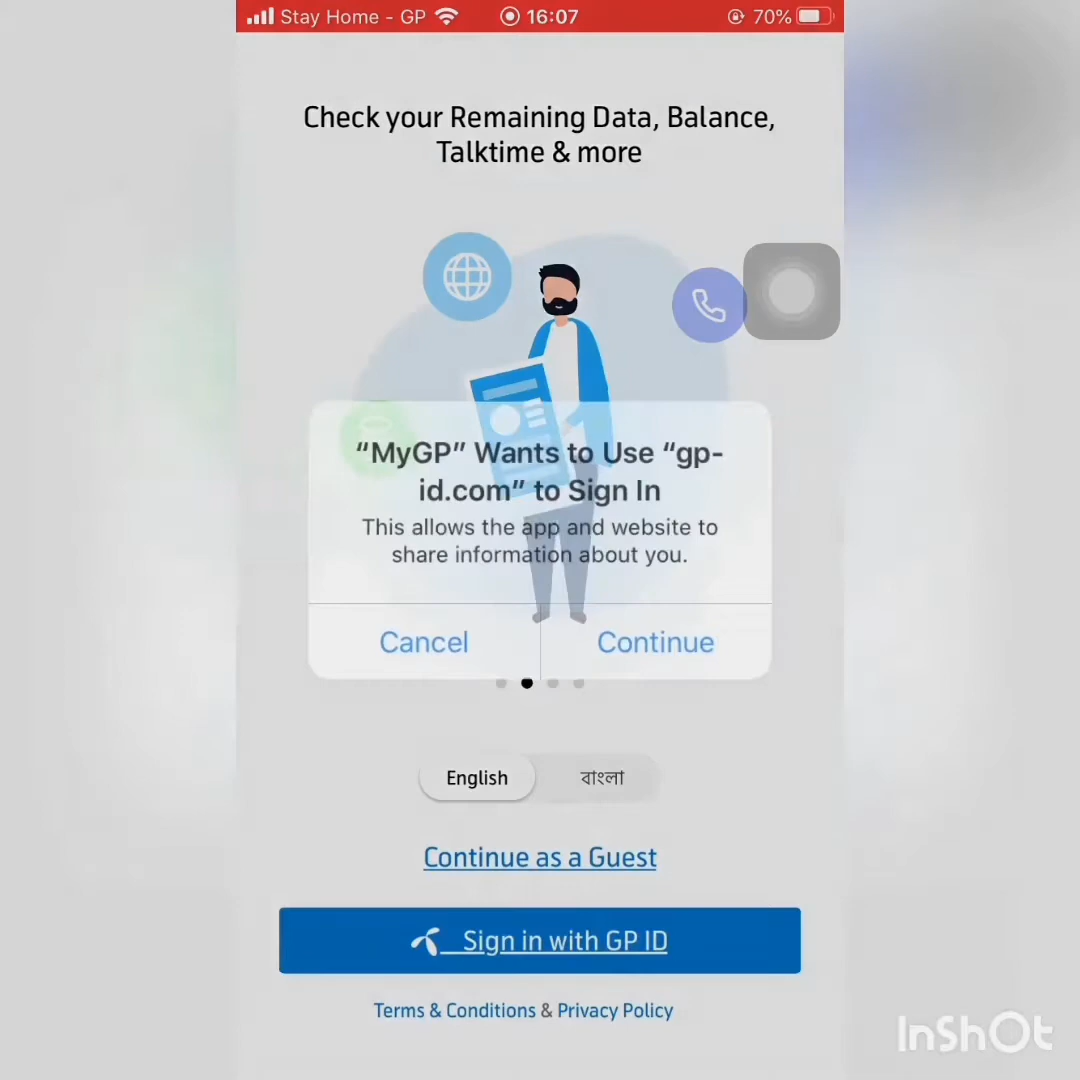 Stay Home - GP 16:07 70%
Check your Remaining Data, Balance,
Talktime & more
“MyGP” Wants to Use “gp-
id.com” to Sign In
This allows the app and website to
share information about you.
Cancel Continue
English বাংলা
Continue as a Guest
Sign in with GP ID
Terms & Conditions & Privacy Policy
InShOt